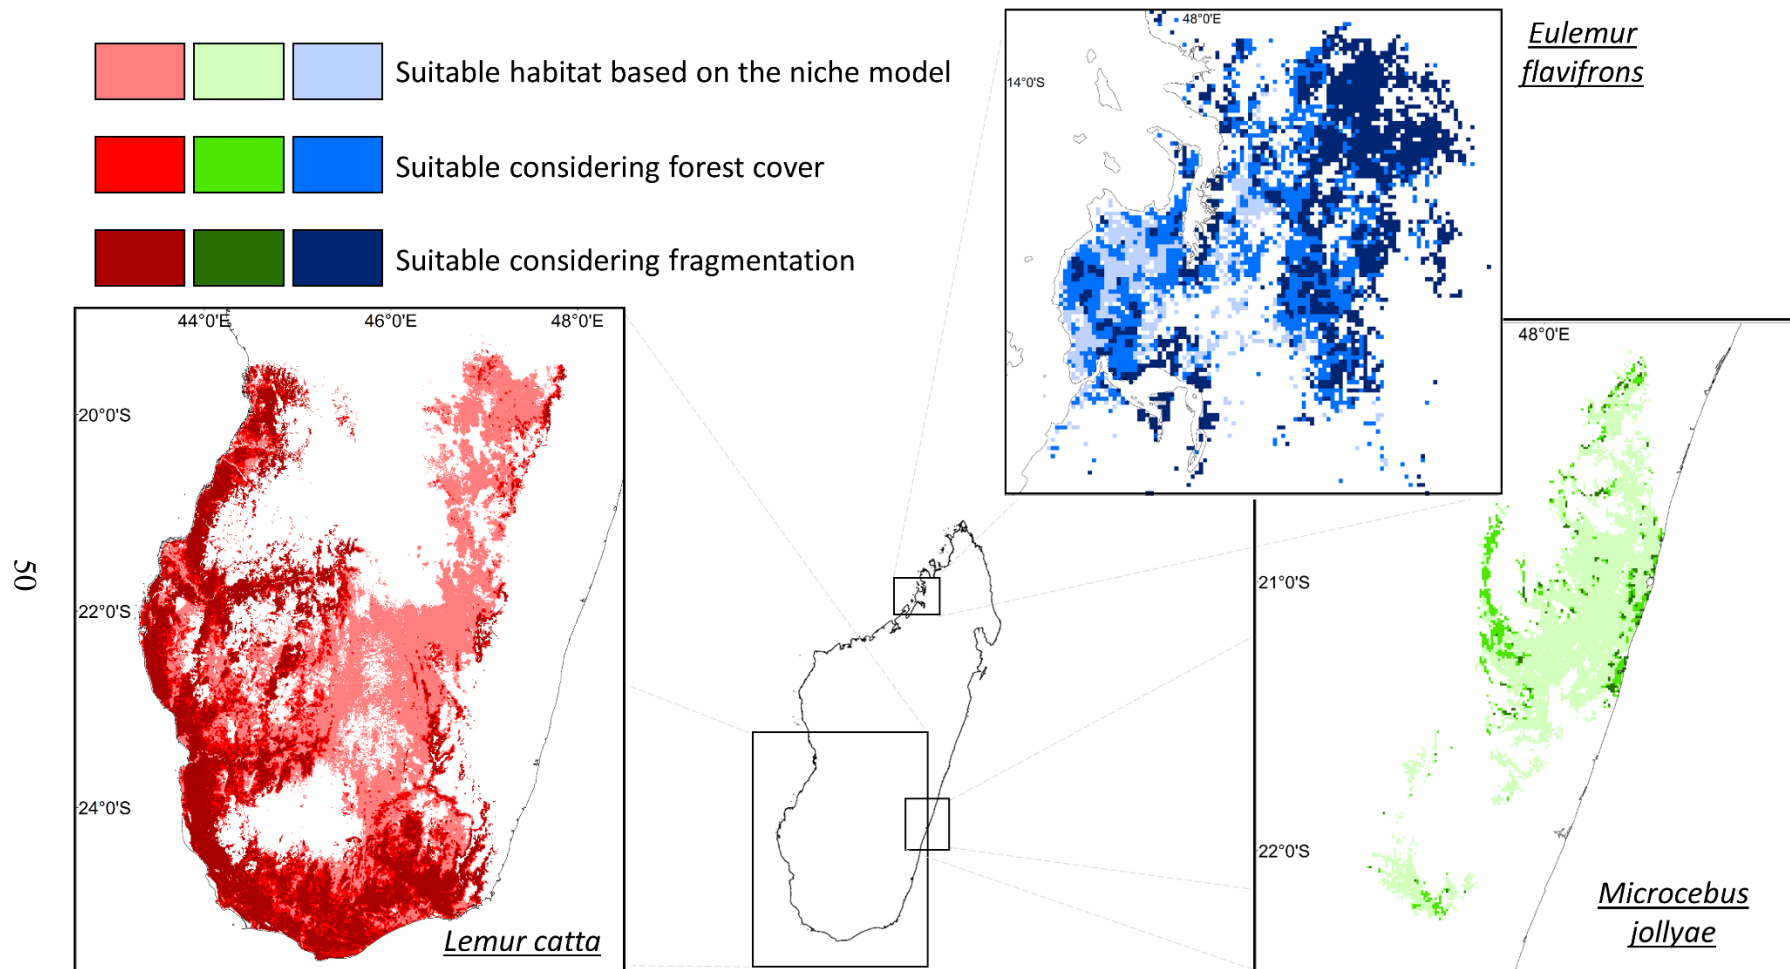 Suitable habitat based on the niche model
Suitable considering forest cover
Suitable considering fragmentation
48°0'E
14°0'S
Eulemur
flavifrons
44°0'E
46°0'E
48°0'E
20°0'S
22°0'S
24°0'S
Lemur catta
48°0'E
21°0'S
22°0'S
Microcebus
jollyae
50